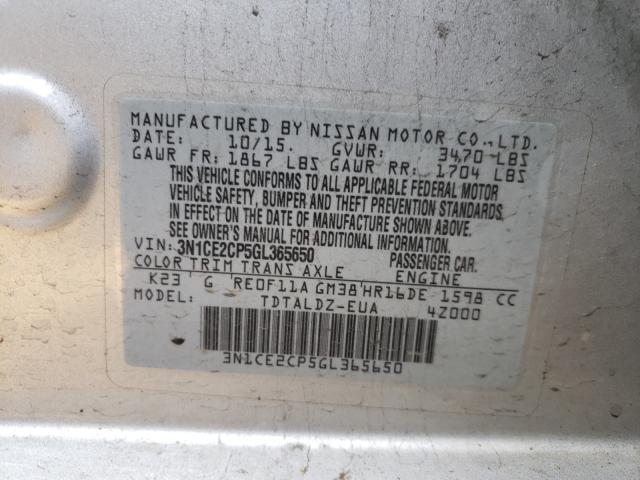 MANUFACTURED BY NISSAN MOTOR CO., LTD.
DATE: 10/15. GVWR: 3470 LBS
GAWR FR: 1867 LBS GAWR RR: 1704 LBS
THIS VEHICLE CONFORMS TO ALL APPLICABLE FEDERAL MOTOR
VEHICLE SAFETY, BUMPER AND THEFT PREVENTION STANDARDS
IN EFFECT ON THE DATE OF MANUFACTURE SHOWN ABOVE.
SEE OWNER'S MANUAL FOR ADDITIONAL INFORMATION.
VIN: 3N1CE2CP5GL365650 PASSENGER CAR.
COLOR TRIM TRANS AXLE ENGINE
K23 G RE0F11A GM38 HR16DE 1598 CC
MODEL: TDTALDZ-EUA 4Z000
3N1CE2CP5GL365650